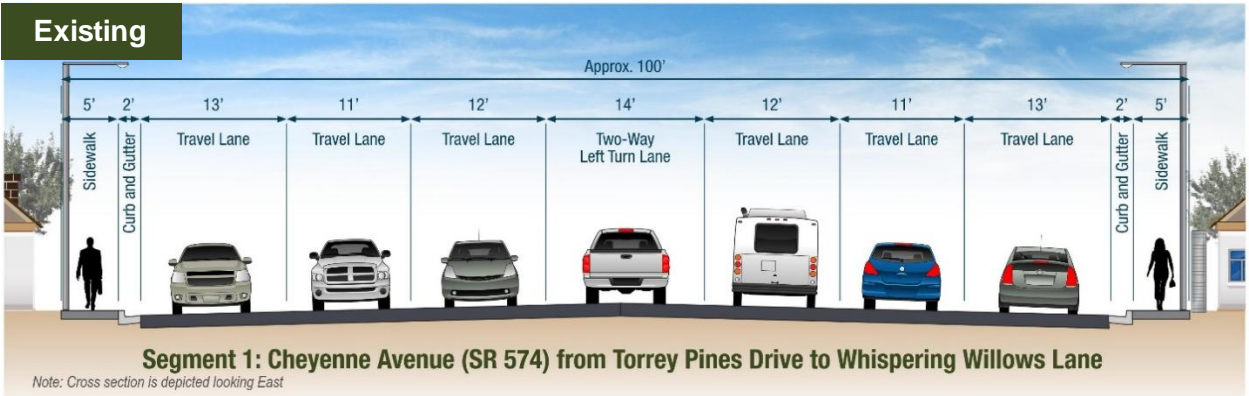 Existing
Approx. 100'
5' 2' 13' 11' 12' 14' 12' 11' 13' 2' 5'
Sidewalk
Curb and Gutter
Travel Lane
Travel Lane
Travel Lane
Two-Way
Left Turn Lane
Travel Lane
Travel Lane
Travel Lane
Curb and Gutter
Sidewalk
Segment 1: Cheyenne Avenue (SR 574) from Torrey Pines Drive to Whispering Willows Lane
Note: Cross section is depicted looking East